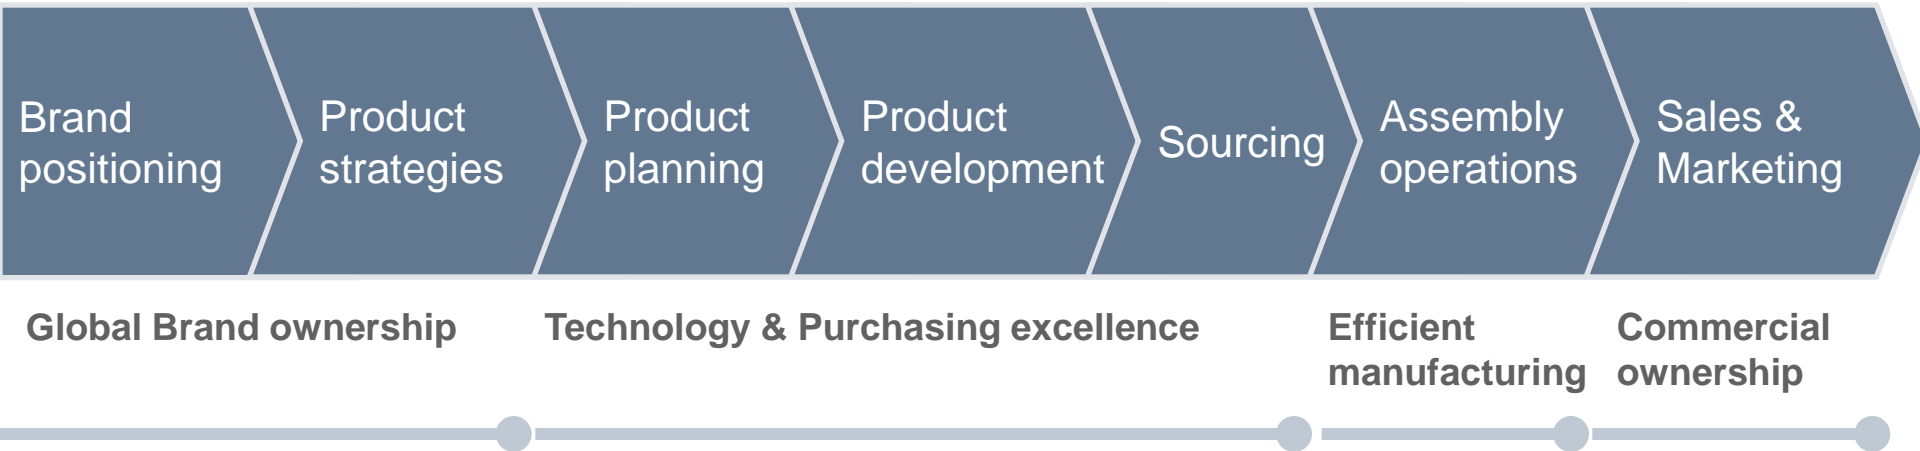 Brand
positioning
Product
strategies
Product
planning
Product
development
Sourcing
Assembly
operations
Sales &
Marketing
Global Brand ownership
Technology & Purchasing excellence
Efficient
manufacturing
Commercial
ownership